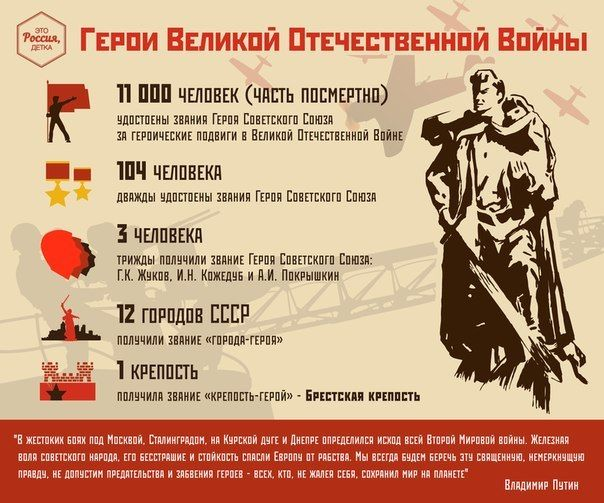 ЭТО
Россия,
ДЕТКА
Герои Великой Отечественной Войны
11 000 человек (часть посмертно)
удостоены звания Героя Советского Союза
за героические подвиги в Великой Отечественной Войне
104 человека
дважды удостоены звания Героя Советского Союза
3 человека
трижды получили звание Героя Советского Союза:
Г.К. Жуков, И.Н. Кожедуб и А.И. Покрышкин
12 городов СССР
получили звание «города-героя»
1 крепость
получила звание «крепость-герой» - Брестская крепость
"В жестоких боях под Москвой, Сталинградом, на Курской дуге и Днепре определился исход всей Второй Мировой войны. Железная
воля советского народа, его бесстрашие и стойкость спасли Европу от рабства. Мы всегда будем беречь эту священную, немеркнущую
правду, не допустим предательства и забвения героев - всех, кто, не жалея себя, сохранил мир на планете"
Владимир Путин